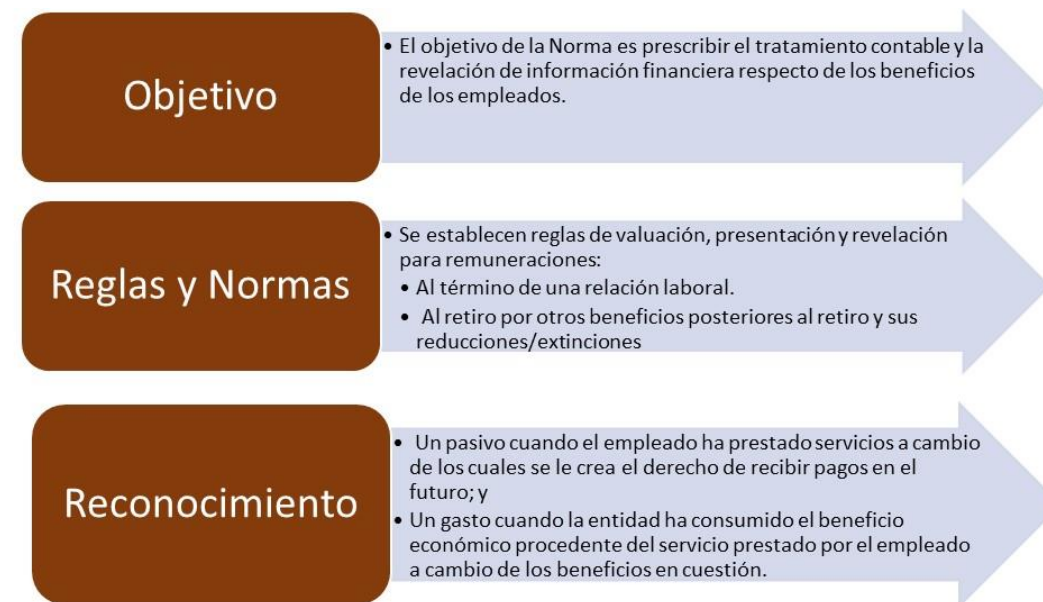 Objetivo
• El objetivo de la Norma es prescribir el tratamiento contable y la
revelación de información financiera respecto de los beneficios
de los empleados.
Reglas y Normas
• Se establecen reglas de valuación, presentación y revelación
para remuneraciones:
• Al término de una relación laboral.
• Al retiro por otros beneficios posteriores al retiro y sus
reducciones/extinciones
Reconocimiento
• Un pasivo cuando el empleado ha prestado servicios a cambio
de los cuales se le crea el derecho de recibir pagos en el
futuro; y
• Un gasto cuando la entidad ha consumido el beneficio
económico procedente del servicio prestado por el empleado
a cambio de los beneficios en cuestión.